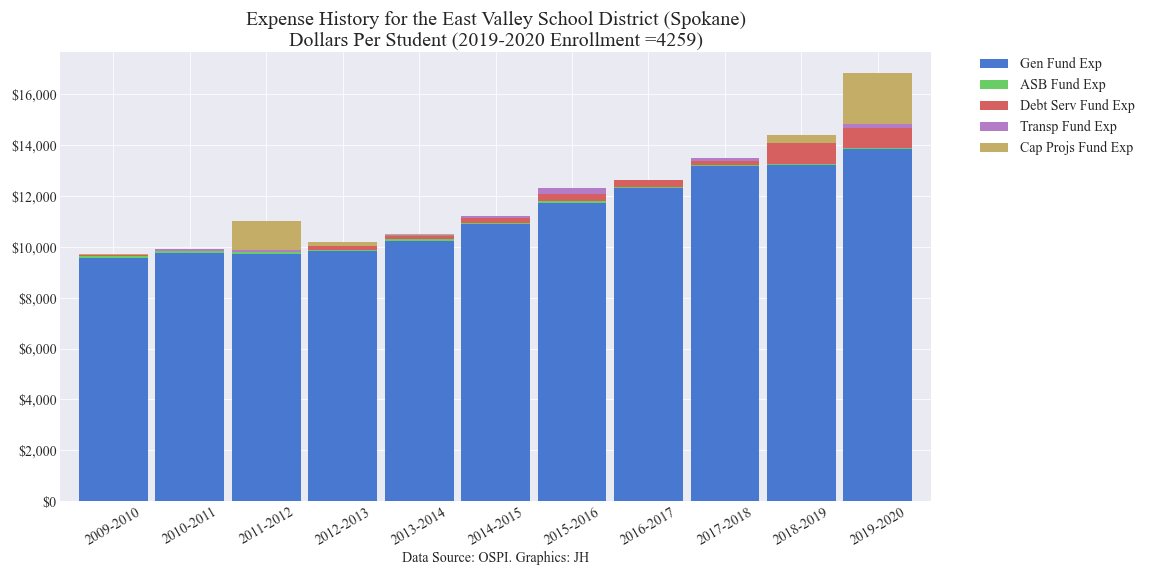 Expense History for the East Valley School District (Spokane)
Dollars Per Student (2019-2020 Enrollment =4259)
Gen Fund Exp
ASB Fund Exp
Debt Serv Fund Exp
Transp Fund Exp
Cap Projs Fund Exp
$16,000
$14,000
$12,000
$10,000
$8,000
$6,000
$4,000
$2,000
$0
2009-2010
2010-2011
2011-2012
2012-2013
2013-2014
2014-2015
2015-2016
2016-2017
2017-2018
2018-2019
2019-2020
Data Source: OSPI. Graphics: JH